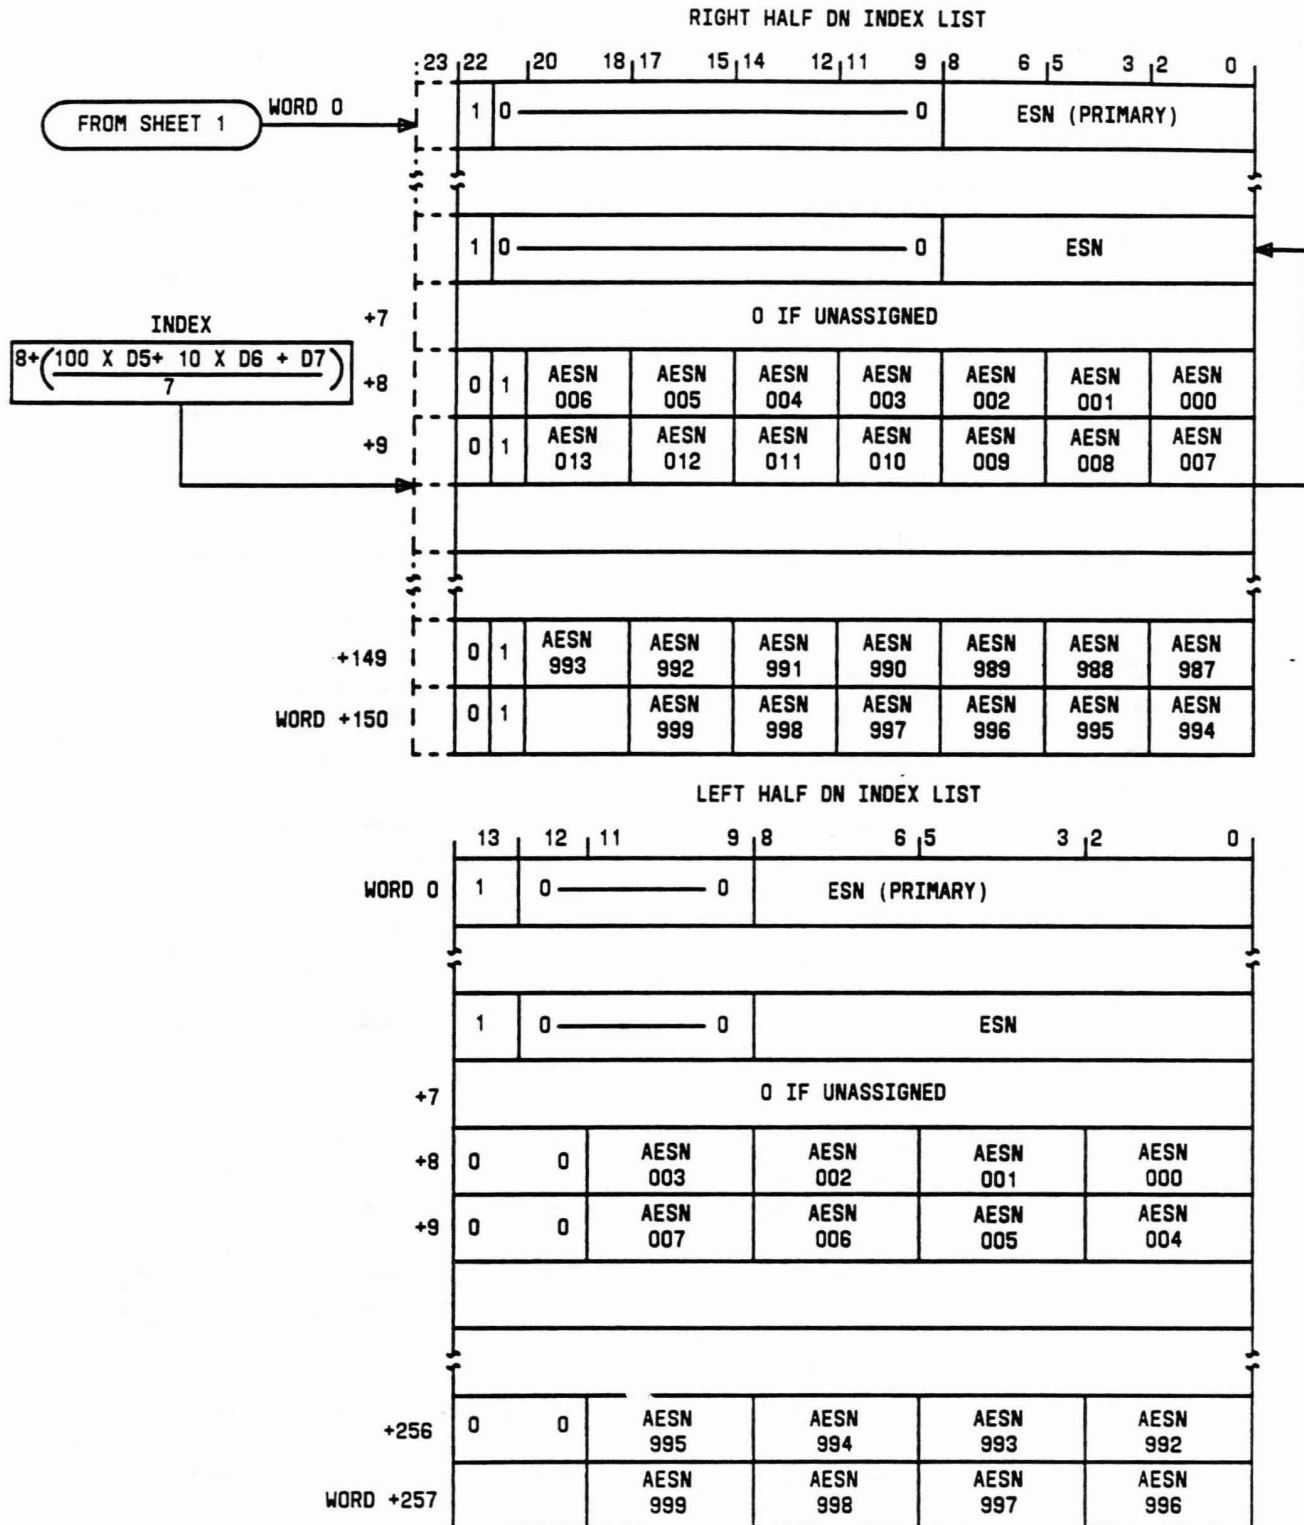 RIGHT HALF DN INDEX LIST
23 22 20 18 17 15 14 12 11 9 8 6 5 3 2 0
FROM SHEET 1 WORD 0 1 0 0 ESN (PRIMARY)
1 0 0 ESN
+7 0 IF UNASSIGNED
INDEX
8+(100 X D5+ 10 X D6 + D7
7)
+8 0 1 AESN 006 AESN 005 AESN 004 AESN 003 AESN 002 AESN 001 AESN 000
+9 0 1 AESN 013 AESN 012 AESN 011 AESN 010 AESN 009 AESN 008 AESN 007
+149 0 1 AESN 993 AESN 992 AESN 991 AESN 990 AESN 989 AESN 988 AESN 987
WORD +150 0 1 AESN 999 AESN 998 AESN 997 AESN 996 AESN 995 AESN 994
LEFT HALF DN INDEX LIST
13 12 11 9 8 6 5 3 2 0
WORD 0 1 0 0 ESN (PRIMARY)
1 0 0 ESN
+7 0 IF UNASSIGNED
+8 0 0 AESN 003 AESN 002 AESN 001 AESN 000
+9 0 0 AESN 007 AESN 006 AESN 005 AESN 004
+256 0 0 AESN 995 AESN 994 AESN 993 AESN 992
WORD +257 AESN 999 AESN 998 AESN 997 AESN 996